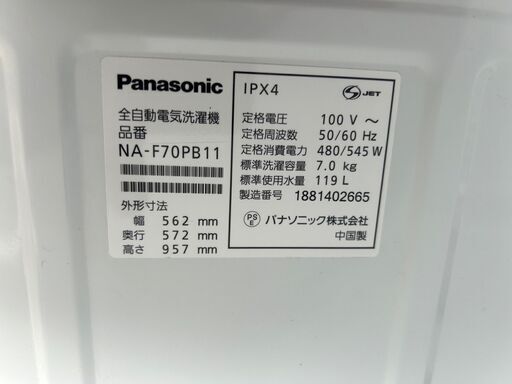 Panasonic
全自動電気洗濯機
品番
NA-F70PB11
外形寸法
幅 562 mm
奥行 572 mm
高さ 957 mm
IPX4
S JET
定格電圧 100 V ～
定格周波数 50/60 Hz
定格消費電力 480/545 W
標準洗濯容量 7.0 kg
標準使用水量 119 L
製造番号 1881402665
PS E パナソニック株式会社
中国製